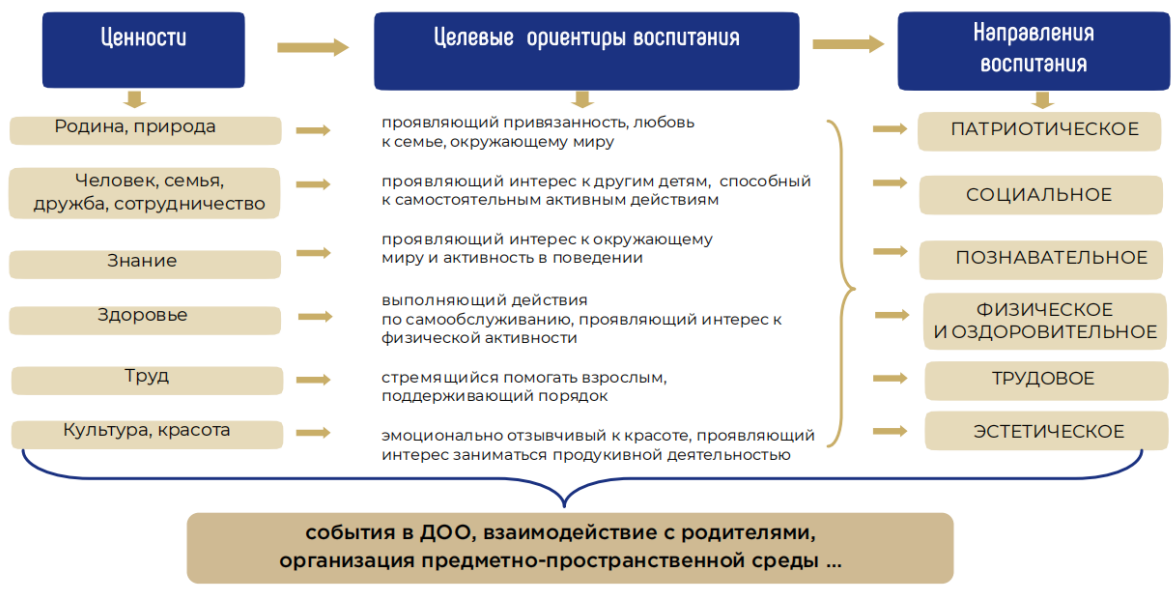 Ценности
Целевые ориентиры воспитания
Направления
воспитания
Родина, природа
проявляющий привязанность, любовь
к семье, окружающему миру
ПАТРИОТИЧЕСКОЕ
Человек, семья,
дружба, сотрудничество
проявляющий интерес к другим детям, способный
к самостоятельным активным действиям
СОЦИАЛЬНОЕ
Знание
проявляющий интерес к окружающему
миру и активность в поведении
ПОЗНАВАТЕЛЬНОЕ
Здоровье
выполняющий действия
по самообслуживанию, проявляющий интерес к
физической активности
ФИЗИЧЕСКОЕ
И ОЗДОРОВИТЕЛЬНОЕ
Труд
стремящийся помогать взрослым,
поддерживающий порядок
ТРУДОВОЕ
Культура, красота
эмоционально отзывчивый к красоте, проявляющий
интерес заниматься продукивной деятельностью
ЭСТЕТИЧЕСКОЕ
события в ДОО, взаимодействие с родителями,
организация предметно-пространственной среды ...